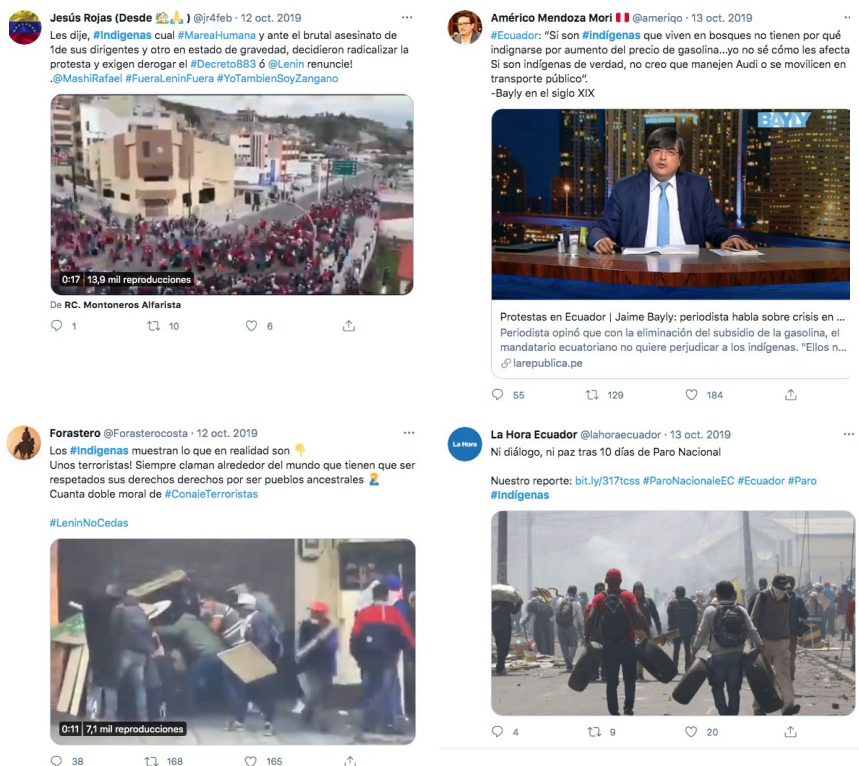 Jesús Rojas (Desde 🏡🙏 ) @jr4feb · 12 oct. 2019
Les dije, #Indigenas cual #MareaHumana y ante el brutal asesinato de
1de sus dirigentes y otro en estado de gravedad, decidieron radicalizar la
protesta y exigen derogar el #Decreto883 ó @Lenin renuncie!
.@MashiRafael #FueraLeninFuera #YoTambienSoyZangano
0:17 | 13,9 mil reproducciones
De RC. Montoneros Alfarista
1 10 6
Américo Mendoza Mori 🇵🇪 @ameriqo · 13 oct. 2019
#Ecuador: “Si son #indígenas que viven en bosques no tienen por qué
indignarse por aumento del precio de gasolina...yo no sé cómo les afecta
Si son indígenas de verdad, no creo que manejen Audi o se movilicen en
transporte público”.
-Bayly en el siglo XIX
BAYLY
Protestas en Ecuador | Jaime Bayly: periodista habla sobre crisis en ...
Periodista opinó que con la eliminación del subsidio de la gasolina, el
mandatario ecuatoriano no quiere perjudicar a los indígenas. "Ellos n...
larepublica.pe
55 129 184
Forastero @Forasterocosta · 12 oct. 2019
Los #Indigenas muestran lo que en realidad son 👇
Unos terroristas! Siempre claman alrededor del mundo que tienen que ser
respetados sus derechos derechos por ser pueblos ancestrales 🤦‍♂️
Cuanta doble moral de #ConaieTerroristas
#LeninNoCedas
0:11 | 7,1 mil reproducciones
38 168 165
La Hora
La Hora Ecuador @lahoraecuador · 13 oct. 2019
Ni diálogo, ni paz tras 10 días de Paro Nacional
Nuestro reporte: bit.ly/317tcss #ParoNacionalEC #Ecuador #Paro
#Indígenas
4 9 20